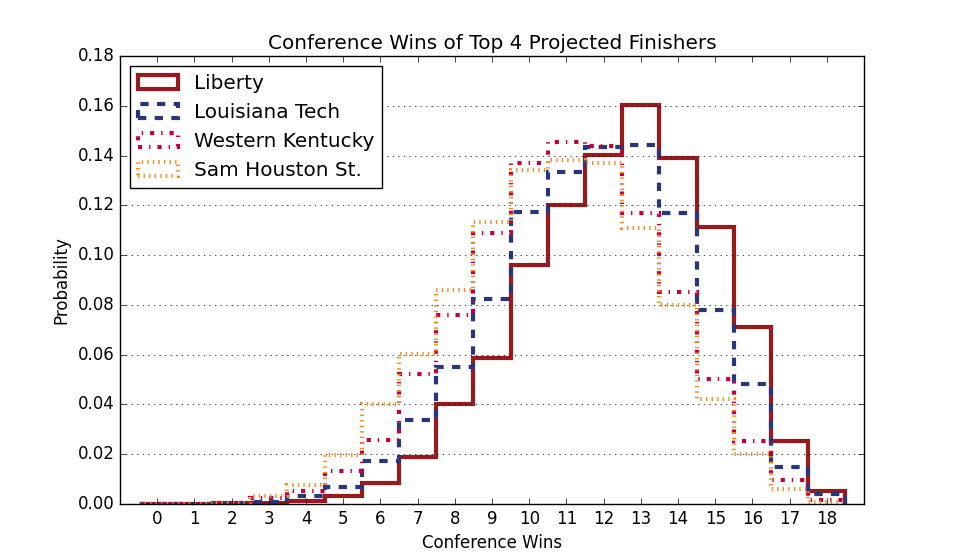 Conference Wins of Top 4 Projected Finishers
0.18
0.16
0.14
0.12
0.10
0.08
0.06
0.04
0.02
0.00
Probability
Liberty
Louisiana Tech
Western Kentucky
Sam Houston St.
0 1 2 3 4 5 6 7 8 9 10 11 12 13 14 15 16 17 18
Conference Wins